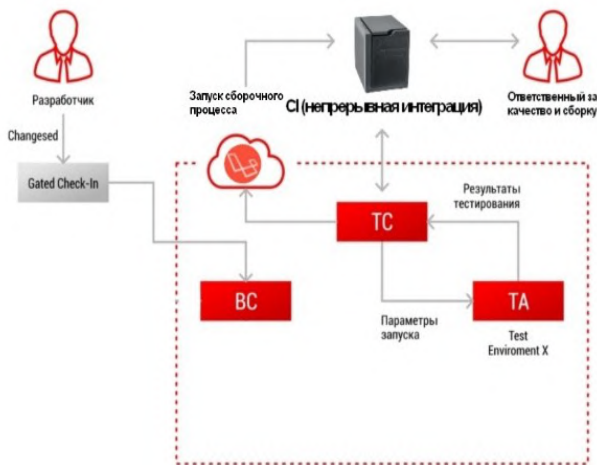 Разработчик
Changesed
Gated Check-In
Запуск сборочного
процесса
CI (непрерывная интеграция)
Ответственный за
качество и сборку
TC
Результаты
тестирования
BC
Параметры
запуска
TA
Test
Enviroment X